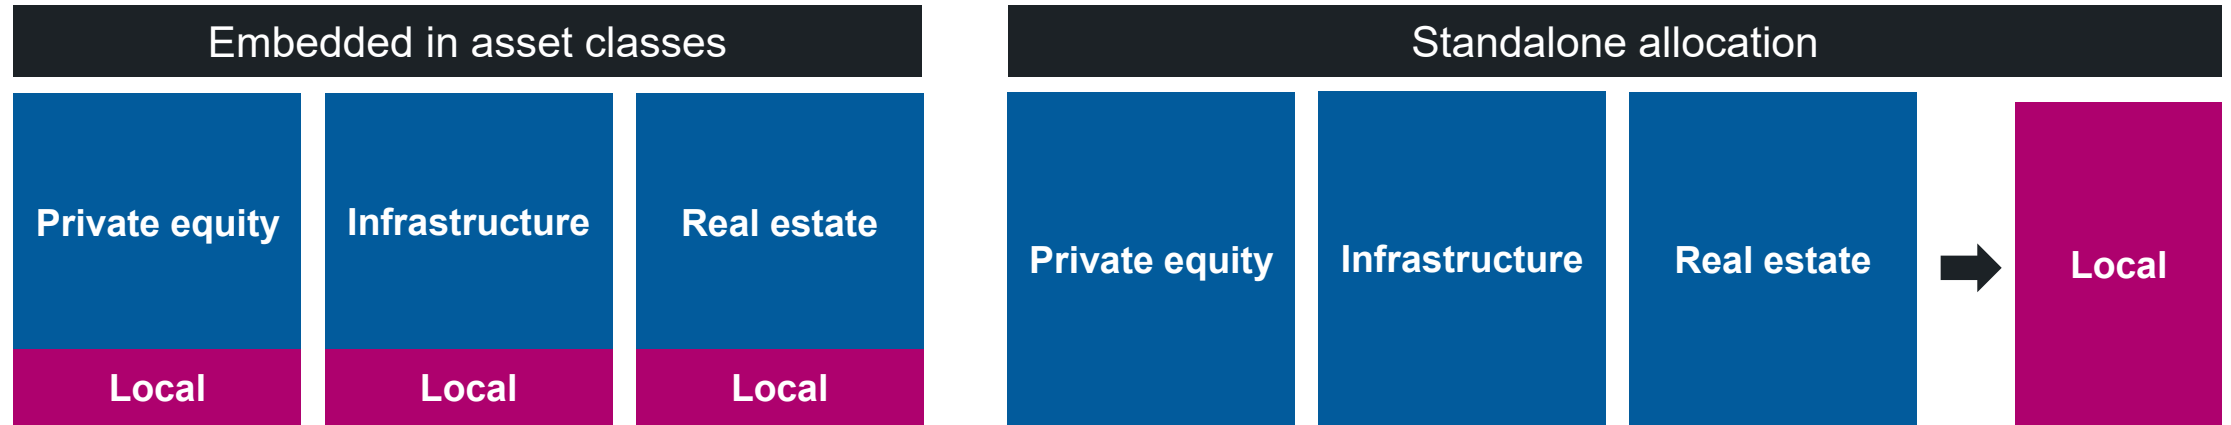 Embedded in asset classes
Private equity
Infrastructure
Real estate
Local
Local
Local
Standalone allocation
Private equity
Infrastructure
Real estate
Local